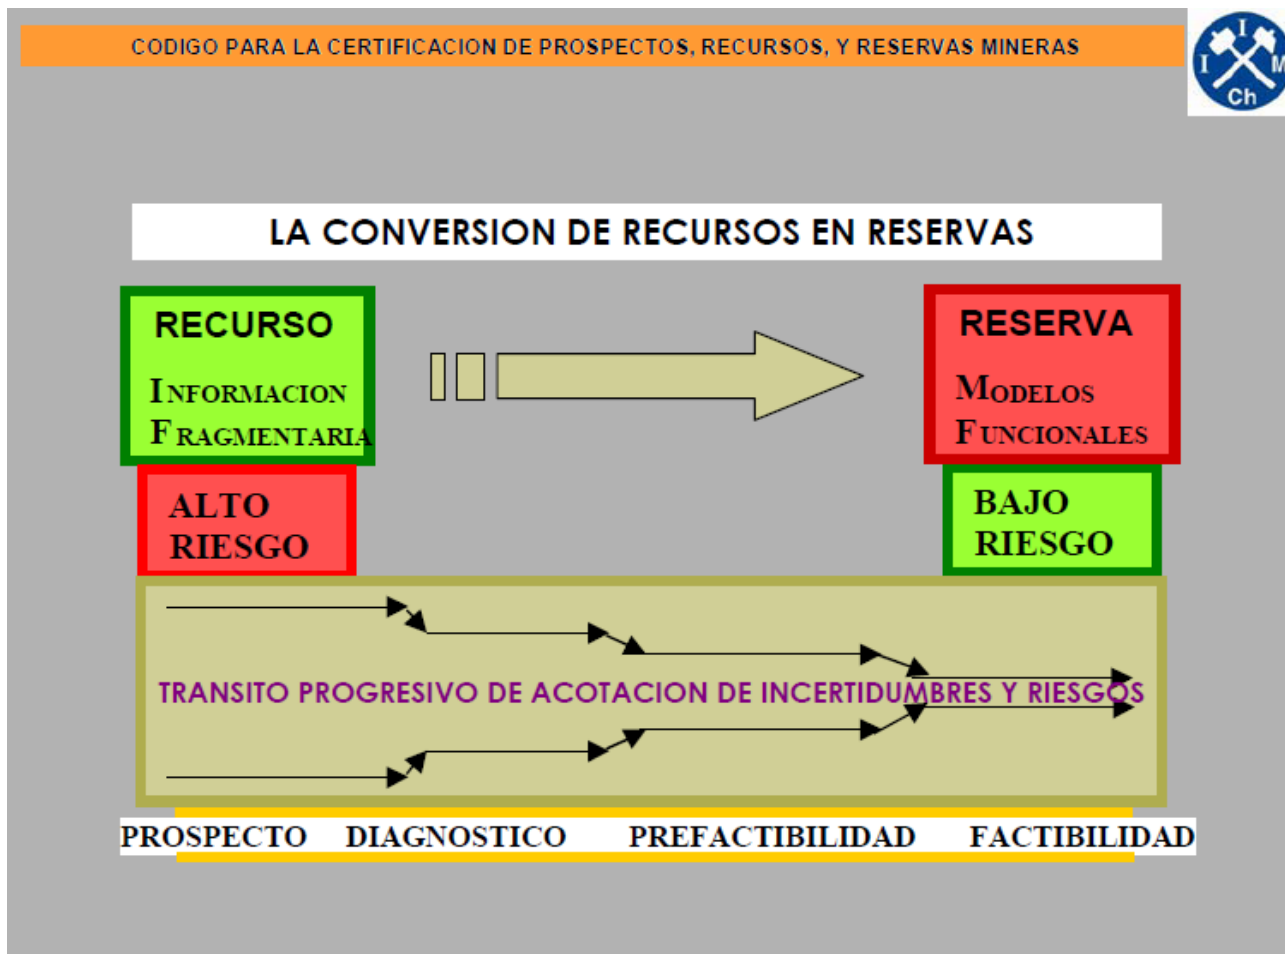 CODIGO PARA LA CERTIFICACION DE PROSPECTOS, RECURSOS, Y RESERVAS MINERAS
I I M
Ch
LA CONVERSION DE RECURSOS EN RESERVAS
RECURSO
INFORMACION
FRAGMENTARIA
RESERVA
MODELOS
FUNCIONALES
ALTO
RIESGO
BAJO
RIESGO
TRANSITO PROGRESIVO DE ACOTACION DE INCERTIDUMBRES Y RIESGOS
PROSPECTO DIAGNOSTICO PREFACTIBILIDAD FACTIBILIDAD